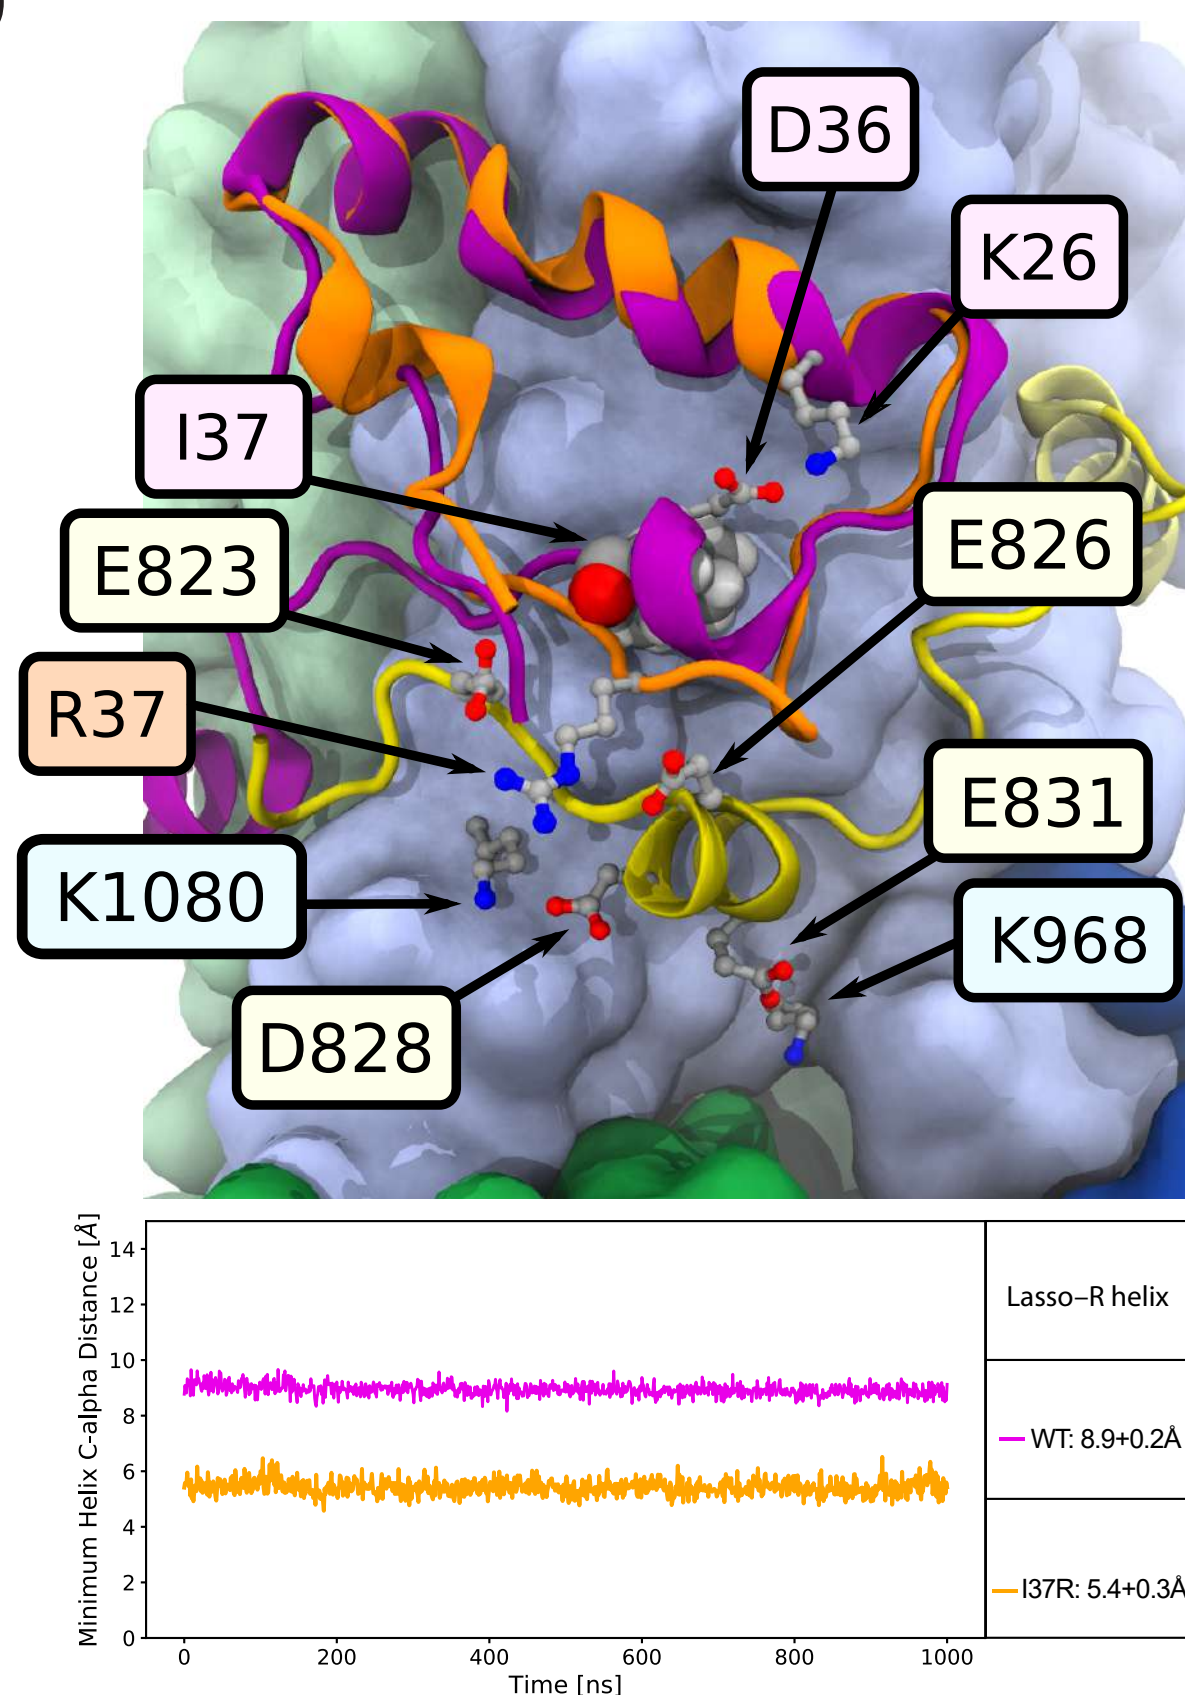 )
D36
K26
I37
E823
E826
R37
E831
K1080
K968
D828
Minimum Helix C-alpha Distance [Å]
14
12
10
8
6
4
2
0
0 200 400 600 800 1000
Time [ns]
Lasso–R helix
WT: 8.9+0.2Å
I37R: 5.4+0.3Å